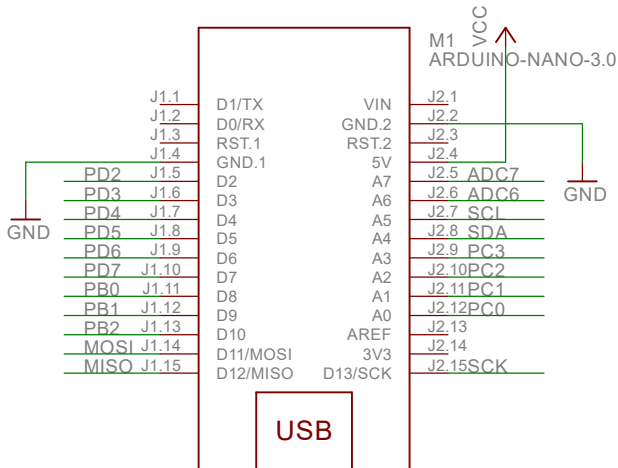 VCC
M1
ARDUINO-NANO-3.0
J1.1 D1/TX VIN J2.1
J1.2 D0/RX GND.2 J2.2
J1.3 RST.1 RST.2 J2.3
J1.4 GND.1 5V J2.4
PD2 J1.5 D2 A7 J2.5 ADC7
PD3 J1.6 D3 A6 J2.6 ADC6
GND
PD4 J1.7 D4 A5 J2.7 SCL
GND
PD5 J1.8 D5 A4 J2.8 SDA
PD6 J1.9 D6 A3 J2.9 PC3
PD7 J1.10 D7 A2 J2.10 PC2
PB0 J1.11 D8 A1 J2.11 PC1
PB1 J1.12 D9 A0 J2.12 PC0
PB2 J1.13 D10 AREF J2.13
MOSI J1.14 D11/MOSI 3V3 J2.14
MISO J1.15 D12/MISO D13/SCK J2.15 SCK
USB